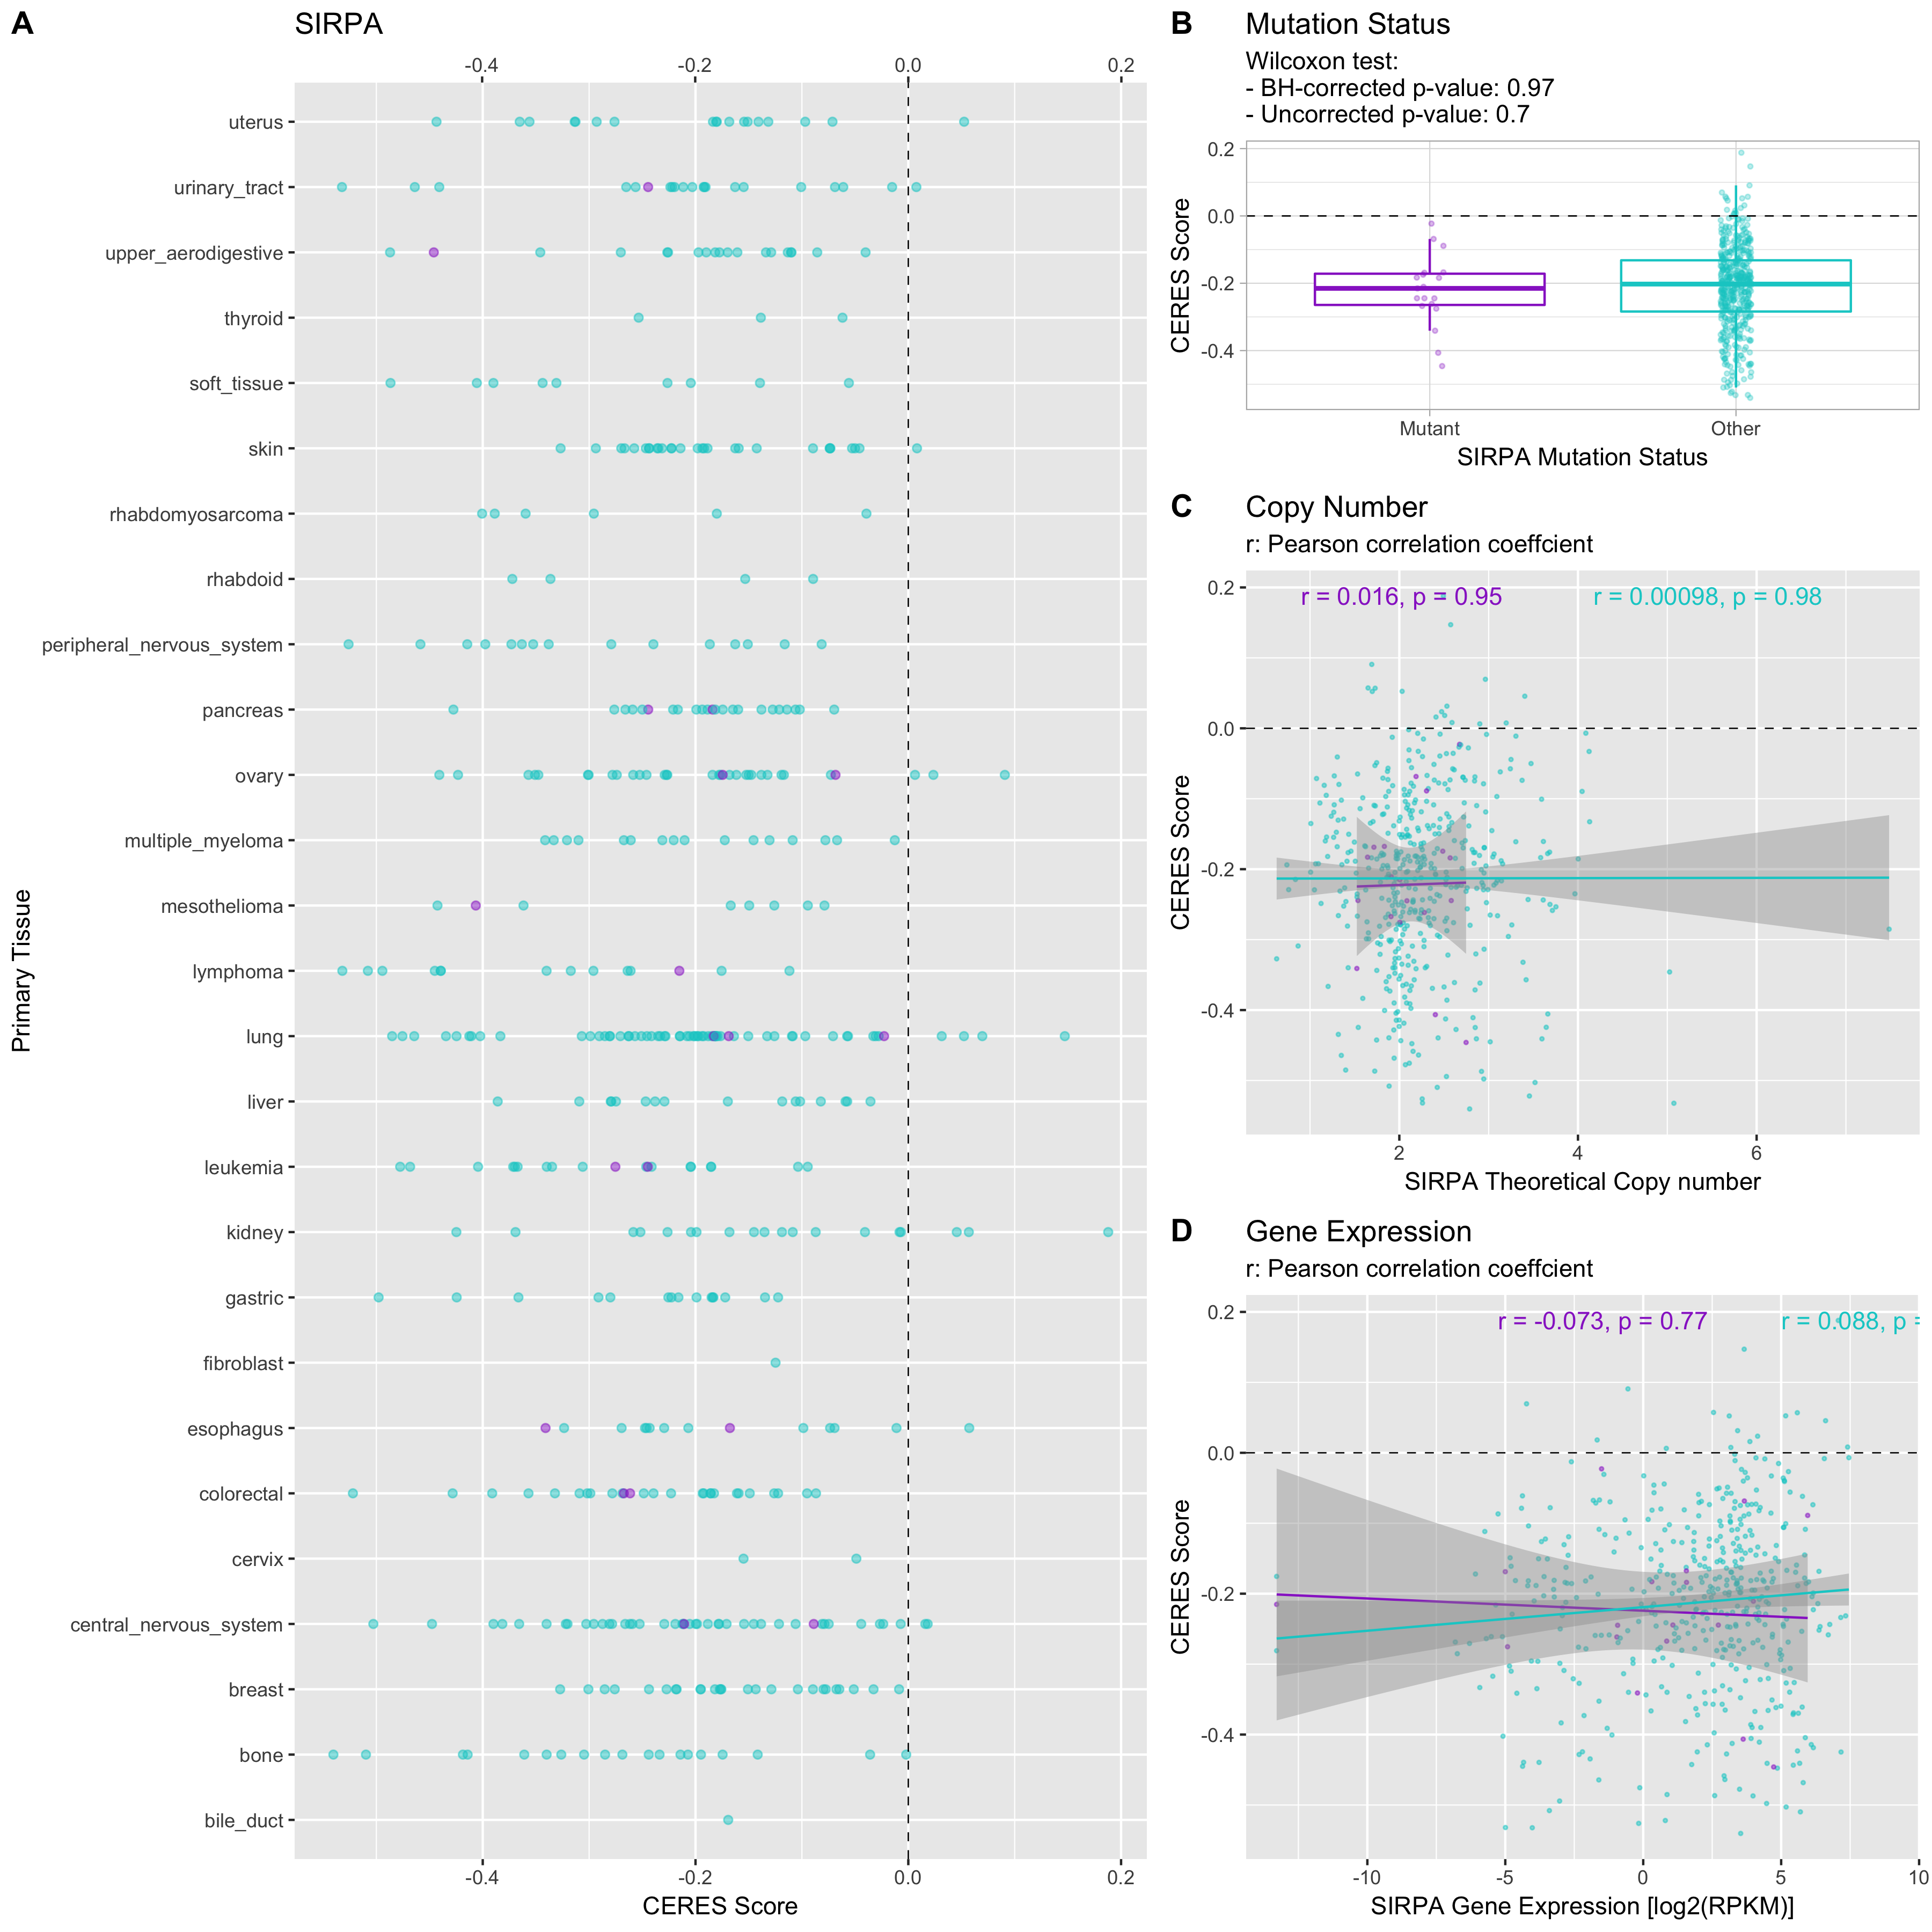 A
SIRPA
-0.4 -0.2 0.0 0.2
uterus
urinary_tract
upper_aerodigestive
thyroid
soft_tissue
skin
rhabdomyosarcoma
rhabdoid
peripheral_nervous_system
pancreas
ovary
multiple_myeloma
mesothelioma
lymphoma
lung
liver
leukemia
kidney
gastric
fibroblast
esophagus
colorectal
cervix
central_nervous_system
breast
bone
bile_duct
Primary Tissue
-0.4 -0.2 0.0 0.2
CERES Score
B
Mutation Status
Wilcoxon test:
- BH-corrected p-value: 0.97
- Uncorrected p-value: 0.7
0.2
0.0
-0.2
-0.4
CERES Score
Mutant Other
SIRPA Mutation Status
C
Copy Number
r: Pearson correlation coeffcient
r = 0.016, p = 0.95 r = 0.00098, p = 0.98
0.2
0.0
-0.2
-0.4
CERES Score
2 4 6
SIRPA Theoretical Copy number
D
Gene Expression
r: Pearson correlation coeffcient
r = -0.073, p = 0.77 r = 0.088, p =
0.2
0.0
-0.2
-0.4
CERES Score
-10 -5 0 5 10
SIRPA Gene Expression [log2(RPKM)]